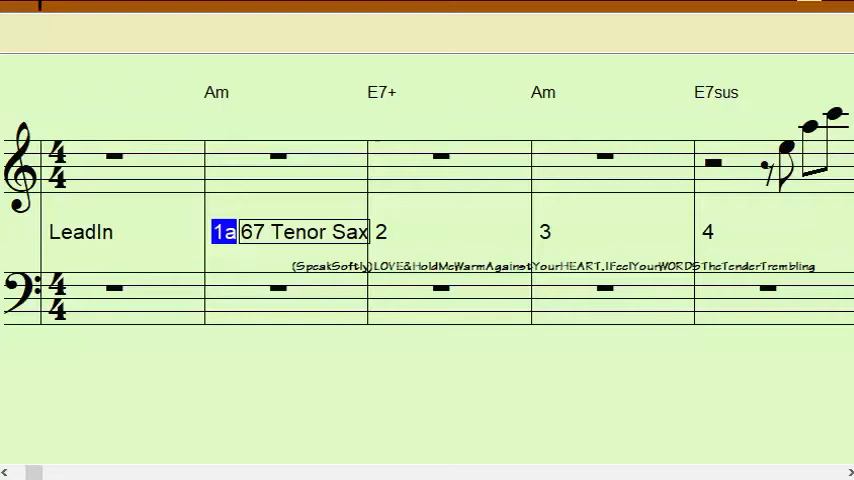 Am E7+ Am E7sus
LeadIn 1a 67 Tenor Sax 2 3 4
(SpeakSoftly)LOVE&HoldMeWarmAgainstYourHEART.IFeelYourWORDSTheTenderTrembling